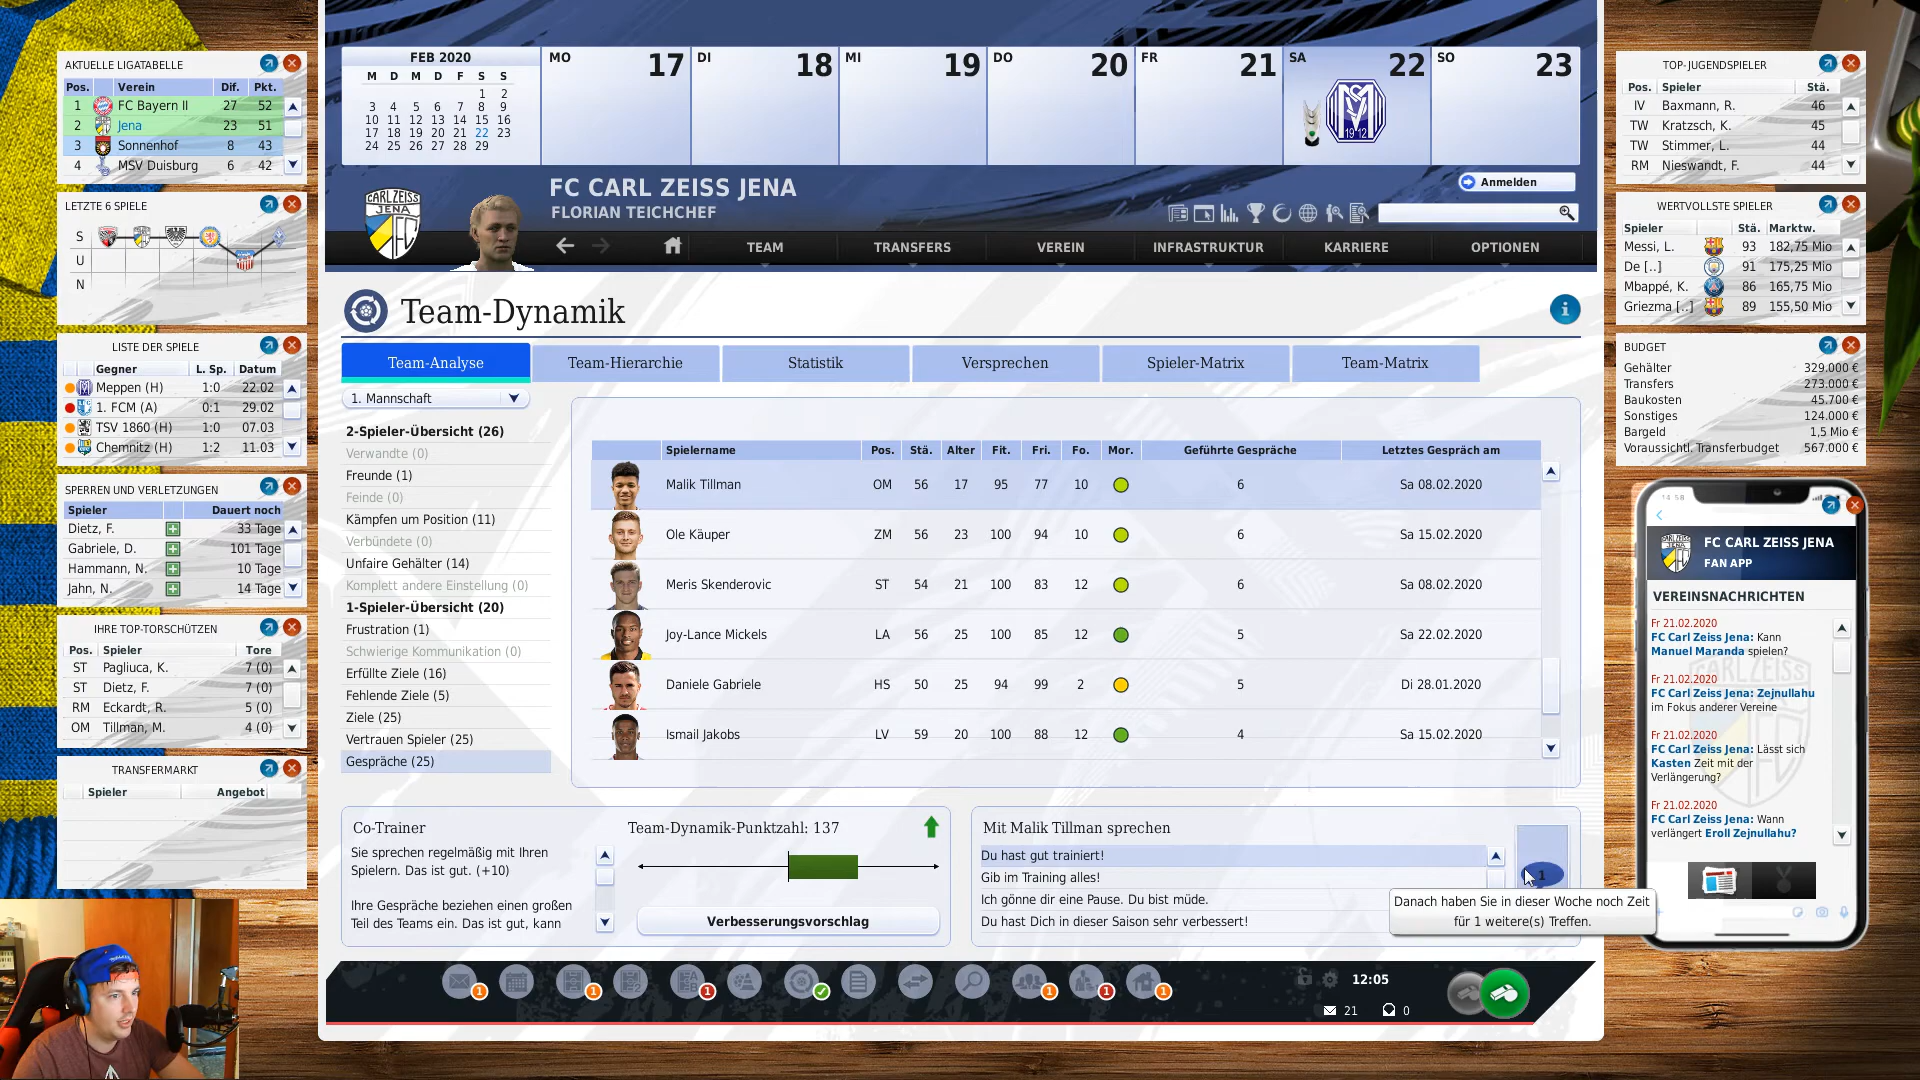 AKTUELLE LIGATABELLE
Pos. Verein Dif. Pkt.
1 FC Bayern II 27 52
2 Jena 23 51
3 Sonnenhof 8 43
4 MSV Duisburg 6 42
LETZTE 6 SPIELE
S
U
N
LISTE DER SPIELE
Gegner L. Sp. Datum
Meppen (H) 1:0 22.02
1. FCM (A) 0:1 29.02
TSV 1860 (H) 1:0 07.03
Chemnitz (H) 1:2 11.03
SPERREN UND VERLETZUNGEN
Spieler Dauert noch
Dietz, F. 33 Tage
Gabriele, D. 101 Tage
Hammann, N. 10 Tage
Jahn, N. 14 Tage
IHRE TOP-TORSCHÜTZEN
Pos. Spieler Tore
ST Pagliuca, K. 7 (0)
ST Dietz, F. 7 (0)
RM Eckardt, R. 5 (0)
OM Tillman, M. 4 (0)
TRANSFERMARKT
Spieler Angebot
FEB 2020
M D M D F S S
1 2
3 4 5 6 7 8 9
10 11 12 13 14 15 16
17 18 19 20 21 22 23
24 25 26 27 28 29
MO 17 DI 18 MI 19 DO 20 FR 21 SA 22 SO 23
19 12
CARL ZEISS
JENA
FC
FC CARL ZEISS JENA
FLORIAN TEICHCHEF
Anmelden
TEAM TRANSFERS VEREIN INFRASTRUKTUR KARRIERE OPTIONEN
Team-Dynamik
Team-Analyse Team-Hierarchie Statistik Versprechen Spieler-Matrix Team-Matrix
1. Mannschaft
2-Spieler-Übersicht (26)
Verwandte (0)
Freunde (1)
Feinde (0)
Kämpfen um Position (11)
Verbündete (0)
Unfaire Gehälter (14)
Komplett andere Einstellung (0)
1-Spieler-Übersicht (20)
Frustration (1)
Schwierige Kommunikation (0)
Erfüllte Ziele (16)
Fehlende Ziele (5)
Ziele (25)
Vertrauen Spieler (25)
Gespräche (25)
Spielername Pos. Stä. Alter Fit. Fri. Fo. Mor. Geführte Gespräche Letztes Gespräch am
Malik Tillman OM 56 17 95 77 10 6 Sa 08.02.2020
Ole Käuper ZM 56 23 100 94 10 6 Sa 15.02.2020
Meris Skenderovic ST 54 21 100 83 12 6 Sa 08.02.2020
Joy-Lance Mickels LA 56 25 100 85 12 5 Sa 22.02.2020
Daniele Gabriele HS 50 25 94 99 2 5 Di 28.01.2020
Ismail Jakobs LV 59 20 100 88 12 4 Sa 15.02.2020
Co-Trainer
Sie sprechen regelmäßig mit Ihren
Spielern. Das ist gut. (+10)
Ihre Gespräche beziehen einen großen
Teil des Teams ein. Das ist gut, kann
Team-Dynamik-Punktzahl: 137
Verbesserungsvorschlag
Mit Malik Tillman sprechen
Du hast gut trainiert!
Gib im Training alles!
Ich gönne dir eine Pause. Du bist müde.
Du hast Dich in dieser Saison sehr verbessert!
1
Danach haben Sie in dieser Woche noch Zeit
für 1 weitere(s) Treffen.
1 1 1 1 1 1
12:05
21 0
TOP-JUGENDSPIELER
Pos. Spieler Stä.
IV Baxmann, R. 46
TW Kratzsch, K. 45
TW Stimmer, L. 44
RM Nieswandt, F. 44
WERTVOLLSTE SPIELER
Spieler Stä. Marktw.
Messi, L. 93 182,75 Mio
De [..] 91 175,25 Mio
Mbappé, K. 86 165,75 Mio
Griezma [..] 89 155,50 Mio
BUDGET
Gehälter 329.000 €
Transfers 273.000 €
Baukosten 45.700 €
Sonstiges 124.000 €
Bargeld 1,5 Mio €
Voraussichtl. Transferbudget 567.000 €
14 58
FC CARL ZEISS JENA
FAN APP
VEREINSNACHRICHTEN
Fr 21.02.2020
FC Carl Zeiss Jena: Kann
Manuel Maranda spielen?
Fr 21.02.2020
FC Carl Zeiss Jena: Zejnullahu
im Fokus anderer Vereine
Fr 21.02.2020
FC Carl Zeiss Jena: Lässt sich
Kasten Zeit mit der
Verlängerung?
Fr 21.02.2020
FC Carl Zeiss Jena: Wann
verlängert Eroll Zejnullahu?